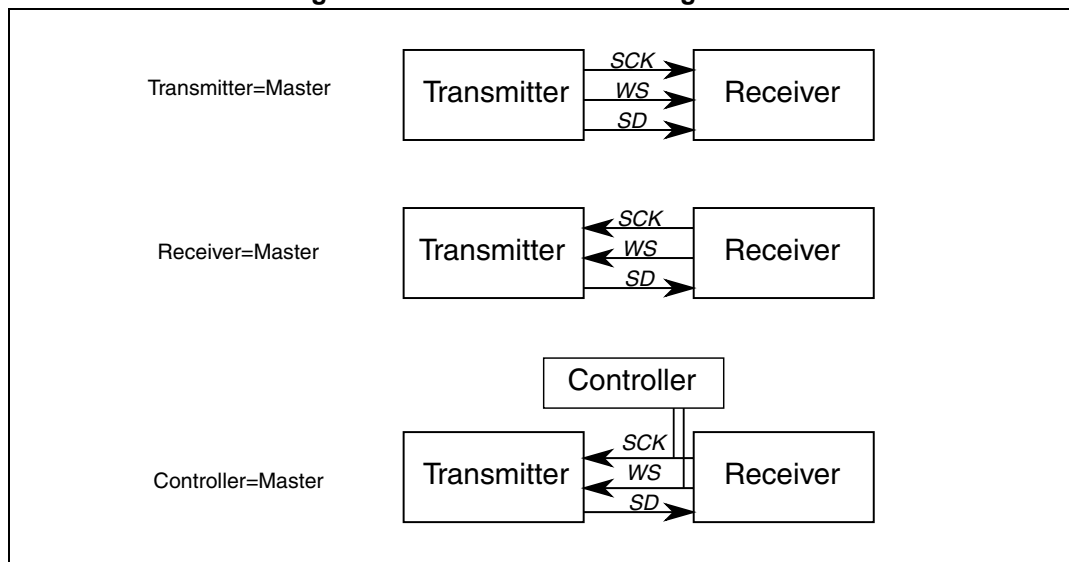 Transmitter=Master
Transmitter
SCK
WS
SD
Receiver
Receiver=Master
Transmitter
SCK
WS
SD
Receiver
Controller
Controller=Master
Transmitter
SCK
WS
SD
Receiver